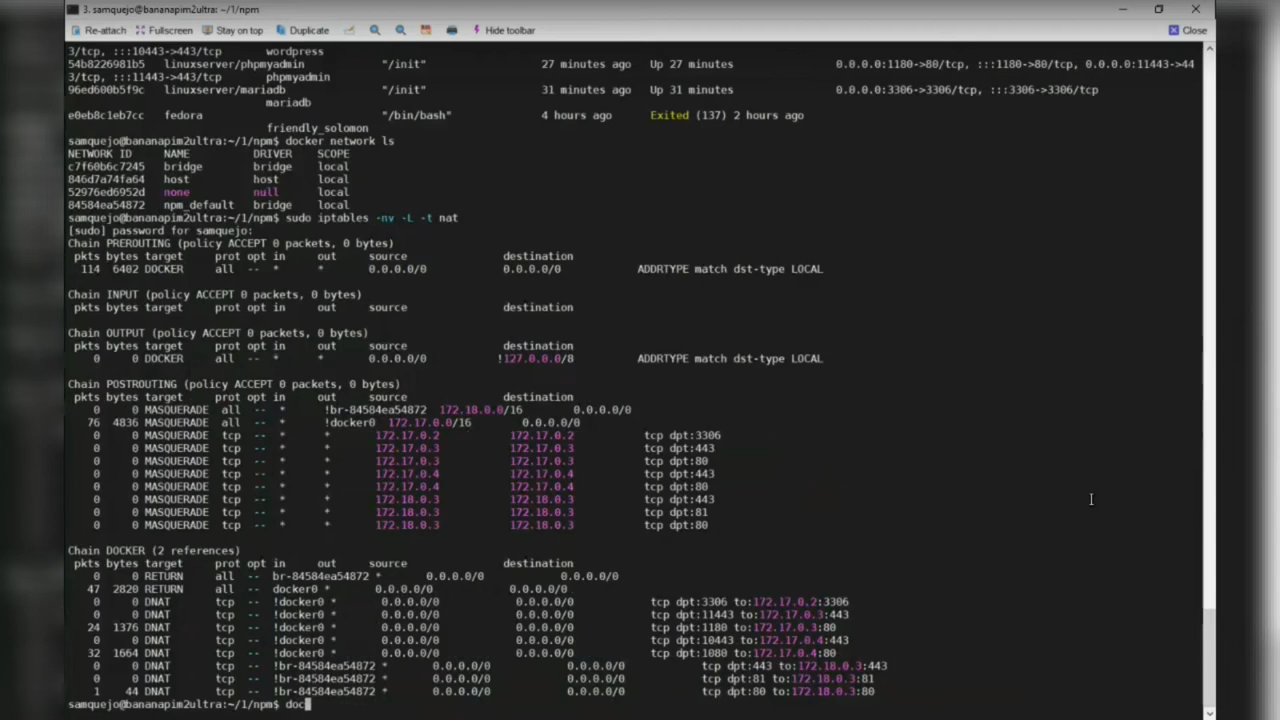 3. samquejo@bananapim2ultra:~/1/npm
Re-attach Fullscreen Stay on top Duplicate Hide toolbar Close
3/tcp, :::10443->443/tcp wordpress
54b8226981b5 linuxserver/phpmyadmin "/init" 27 minutes ago Up 27 minutes 0.0.0.0:1180->80/tcp, :::1180->80/tcp, 0.0.0.0:11443->44
3/tcp, :::11443->443/tcp phpmyadmin
96ed600b5f9c linuxserver/mariadb "/init" 31 minutes ago Up 31 minutes 0.0.0.0:3306->3306/tcp, :::3306->3306/tcp
mariadb
e0eb8c1eb7cc fedora "/bin/bash" 4 hours ago Exited (137) 2 hours ago
friendly_solomon
samquejo@bananapim2ultra:~/1/npm$ docker network ls
NETWORK ID NAME DRIVER SCOPE
c7f60b6c7245 bridge bridge local
846d7a74fa64 host host local
52976ed6952d none null local
84584ea54872 npm_default bridge local
samquejo@bananapim2ultra:~/1/npm$ sudo iptables -nv -L -t nat
[sudo] password for samquejo:
Chain PREROUTING (policy ACCEPT 0 packets, 0 bytes)
pkts bytes target prot opt in out source destination
114 6402 DOCKER all -- * * 0.0.0.0/0 0.0.0.0/0 ADDRTYPE match dst-type LOCAL
Chain INPUT (policy ACCEPT 0 packets, 0 bytes)
pkts bytes target prot opt in out source destination
Chain OUTPUT (policy ACCEPT 0 packets, 0 bytes)
pkts bytes target prot opt in out source destination
0 0 DOCKER all -- * * 0.0.0.0/0 !127.0.0.0/8 ADDRTYPE match dst-type LOCAL
Chain POSTROUTING (policy ACCEPT 0 packets, 0 bytes)
pkts bytes target prot opt in out source destination
0 0 MASQUERADE all -- * !br-84584ea54872 172.18.0.0/16 0.0.0.0/0
76 4836 MASQUERADE all -- * !docker0 172.17.0.0/16 0.0.0.0/0
0 0 MASQUERADE tcp -- * * 172.17.0.2 172.17.0.2 tcp dpt:3306
0 0 MASQUERADE tcp -- * * 172.17.0.3 172.17.0.3 tcp dpt:443
0 0 MASQUERADE tcp -- * * 172.17.0.3 172.17.0.3 tcp dpt:80
0 0 MASQUERADE tcp -- * * 172.17.0.4 172.17.0.4 tcp dpt:443
0 0 MASQUERADE tcp -- * * 172.17.0.4 172.17.0.4 tcp dpt:80
0 0 MASQUERADE tcp -- * * 172.18.0.3 172.18.0.3 tcp dpt:443
0 0 MASQUERADE tcp -- * * 172.18.0.3 172.18.0.3 tcp dpt:81
0 0 MASQUERADE tcp -- * * 172.18.0.3 172.18.0.3 tcp dpt:80
Chain DOCKER (2 references)
pkts bytes target prot opt in out source destination
0 0 RETURN all -- br-84584ea54872 * 0.0.0.0/0 0.0.0.0/0
47 2820 RETURN all -- docker0 * 0.0.0.0/0 0.0.0.0/0
0 0 DNAT tcp -- !docker0 * 0.0.0.0/0 0.0.0.0/0 tcp dpt:3306 to:172.17.0.2:3306
0 0 DNAT tcp -- !docker0 * 0.0.0.0/0 0.0.0.0/0 tcp dpt:11443 to:172.17.0.3:443
24 1376 DNAT tcp -- !docker0 * 0.0.0.0/0 0.0.0.0/0 tcp dpt:1180 to:172.17.0.3:80
0 0 DNAT tcp -- !docker0 * 0.0.0.0/0 0.0.0.0/0 tcp dpt:10443 to:172.17.0.4:443
32 1664 DNAT tcp -- !docker0 * 0.0.0.0/0 0.0.0.0/0 tcp dpt:1080 to:172.17.0.4:80
0 0 DNAT tcp -- !br-84584ea54872 * 0.0.0.0/0 0.0.0.0/0 tcp dpt:443 to:172.18.0.3:443
0 0 DNAT tcp -- !br-84584ea54872 * 0.0.0.0/0 0.0.0.0/0 tcp dpt:81 to:172.18.0.3:81
1 44 DNAT tcp -- !br-84584ea54872 * 0.0.0.0/0 0.0.0.0/0 tcp dpt:80 to:172.18.0.3:80
samquejo@bananapim2ultra:~/1/npm$ doc